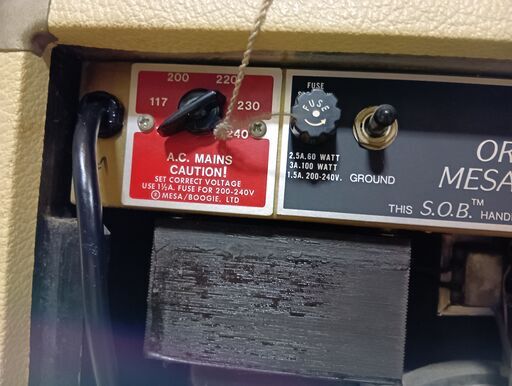 200
220
117
230
240
A.C. MAINS
CAUTION!
SET CORRECT VOLTAGE
USE 1½A. FUSE FOR 200-240V
® MESA/BOOGIE, LTD
FUSE
FUSE
2.5A.60 WATT
3A.100 WATT
1.5A. 200-240V.
GROUND
OR
MESA
THIS S.O.B.™ HAND